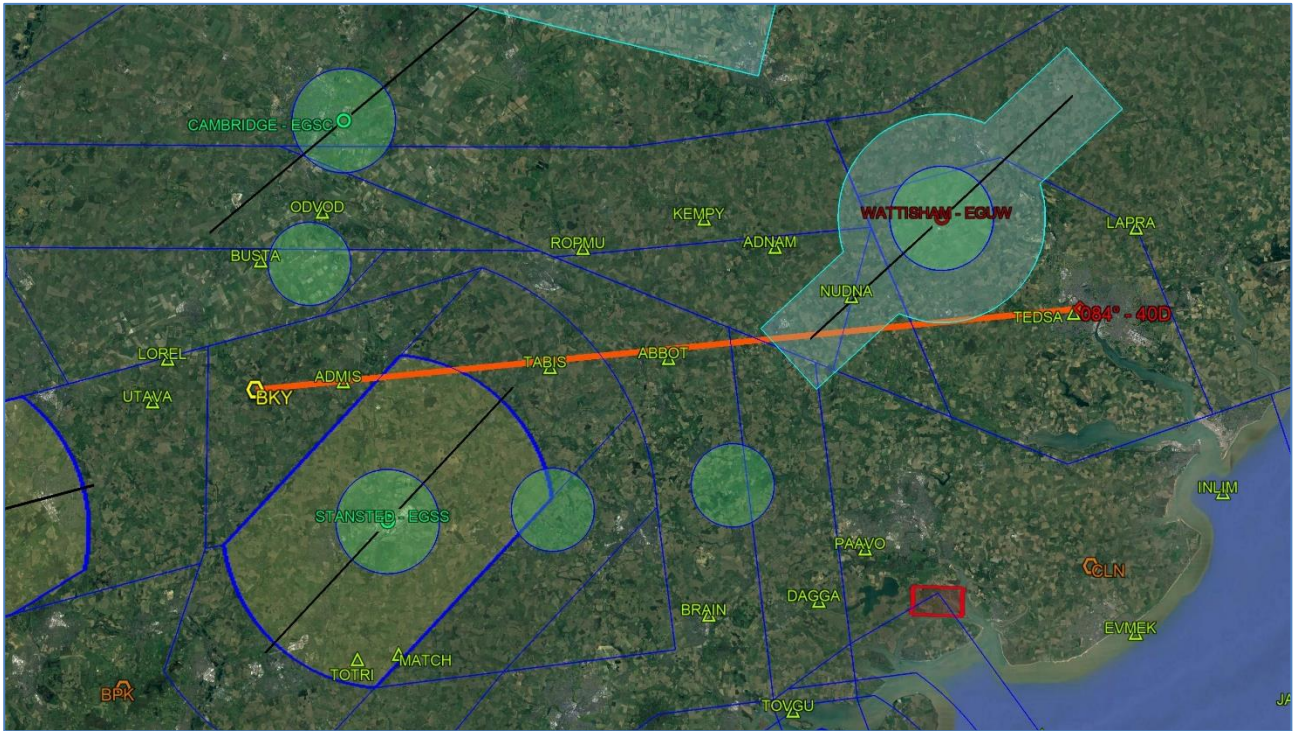 CAMBRIDGE - EGSC
ODVOD
KEMPY
WATTISHAM - EGUW
LAPRA
BUSTA
ROPMU
ADNAM
NUDNA
TEDSA
084° - 40D
LOREL
ADMIS
TABIS
ABBOT
UTAVA
BKY
INLIM
STANSTED - EGSS
PAAVO
CLN
DAGGA
BRAIN
EVMEK
TOTRI
MATCH
BPK
TOVGU
JA